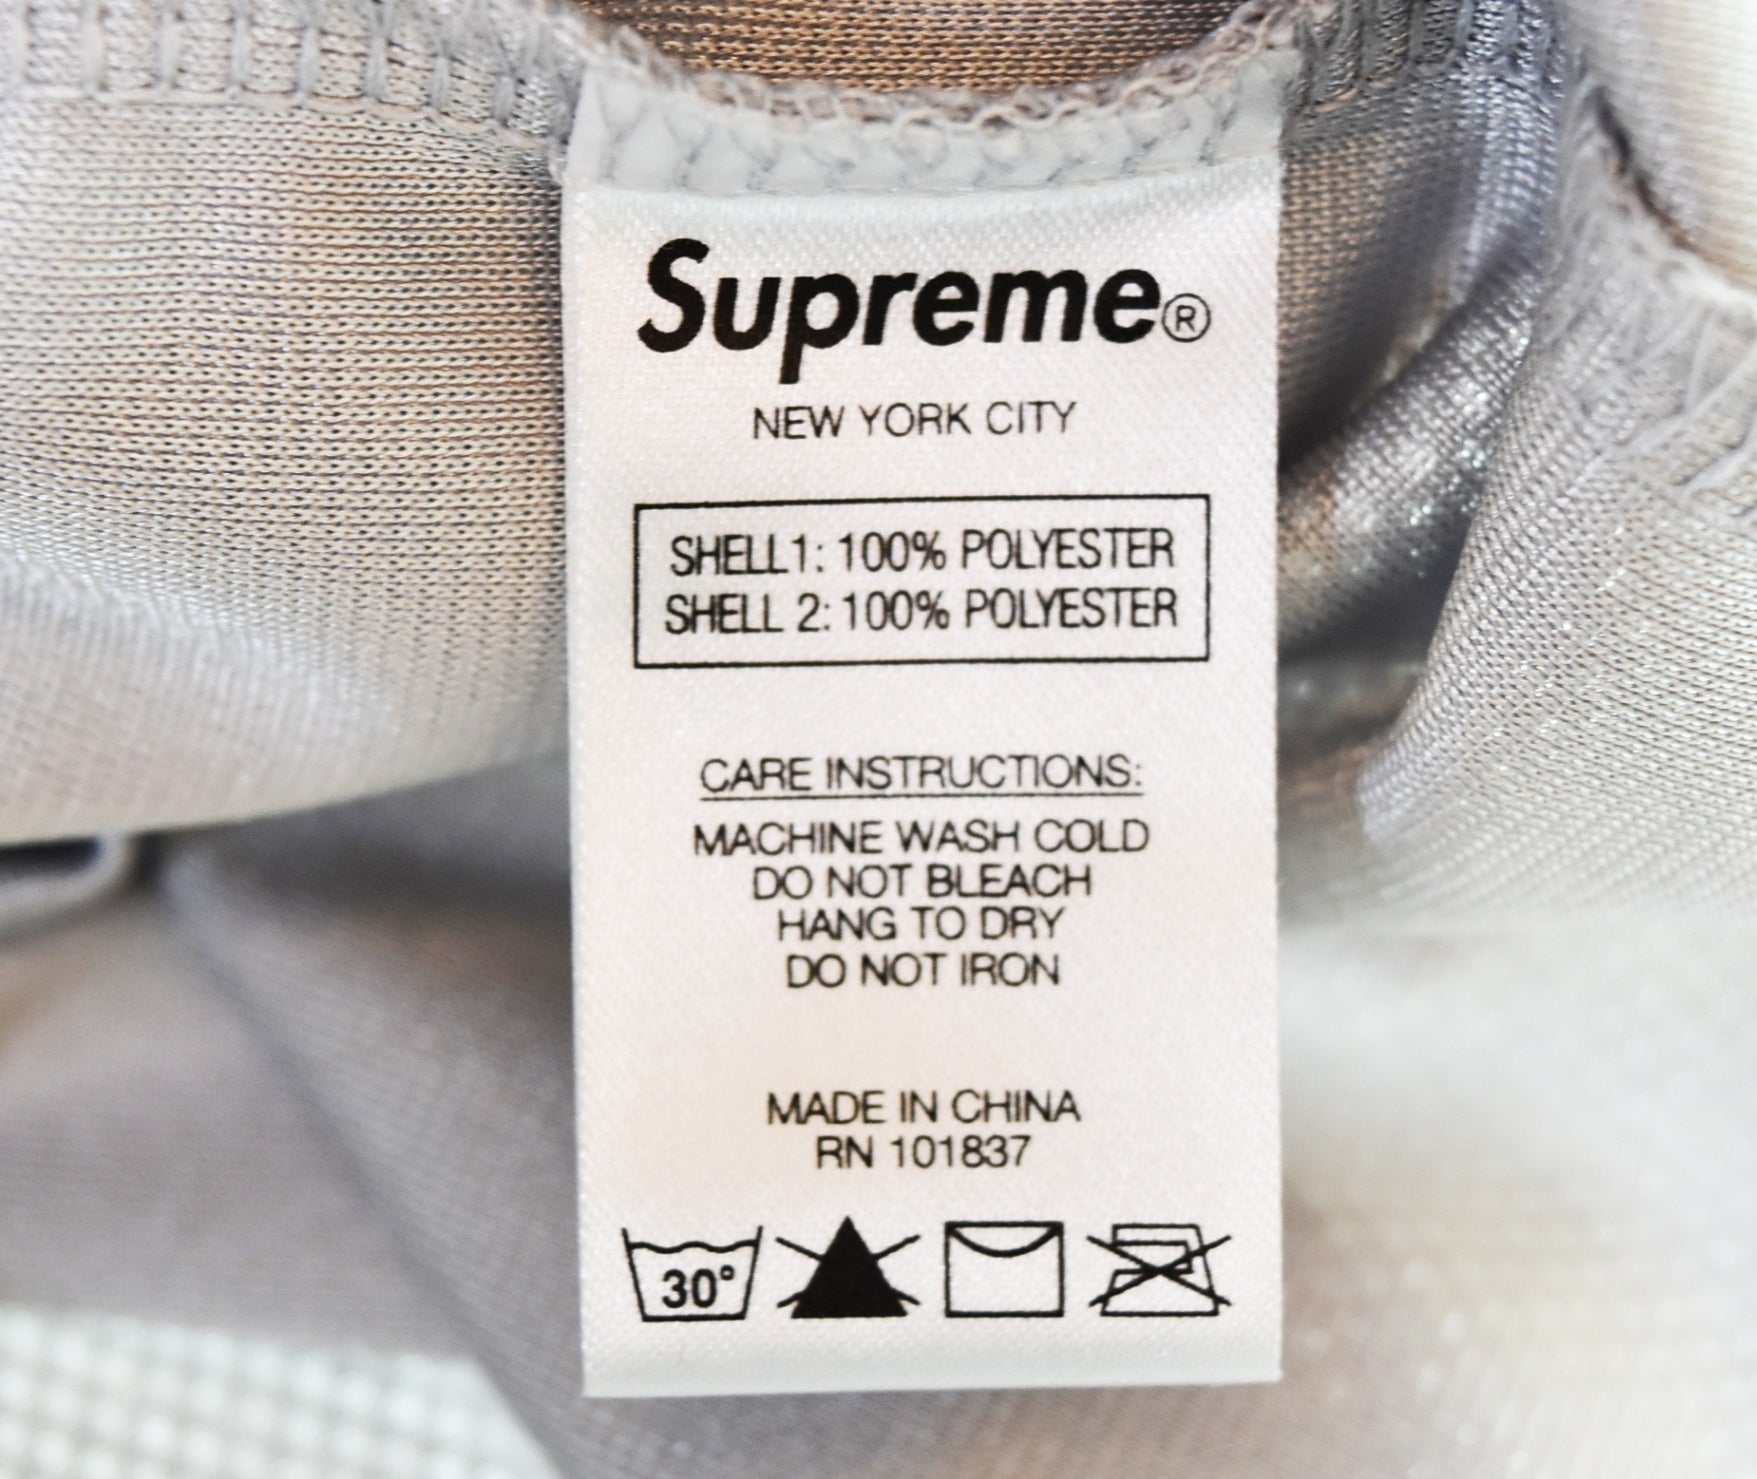 Supreme®
NEW YORK CITY
SHELL1: 100% POLYESTER
SHELL 2: 100% POLYESTER
CARE INSTRUCTIONS:
MACHINE WASH COLD
DO NOT BLEACH
HANG TO DRY
DO NOT IRON
MADE IN CHINA
RN 101837
30°